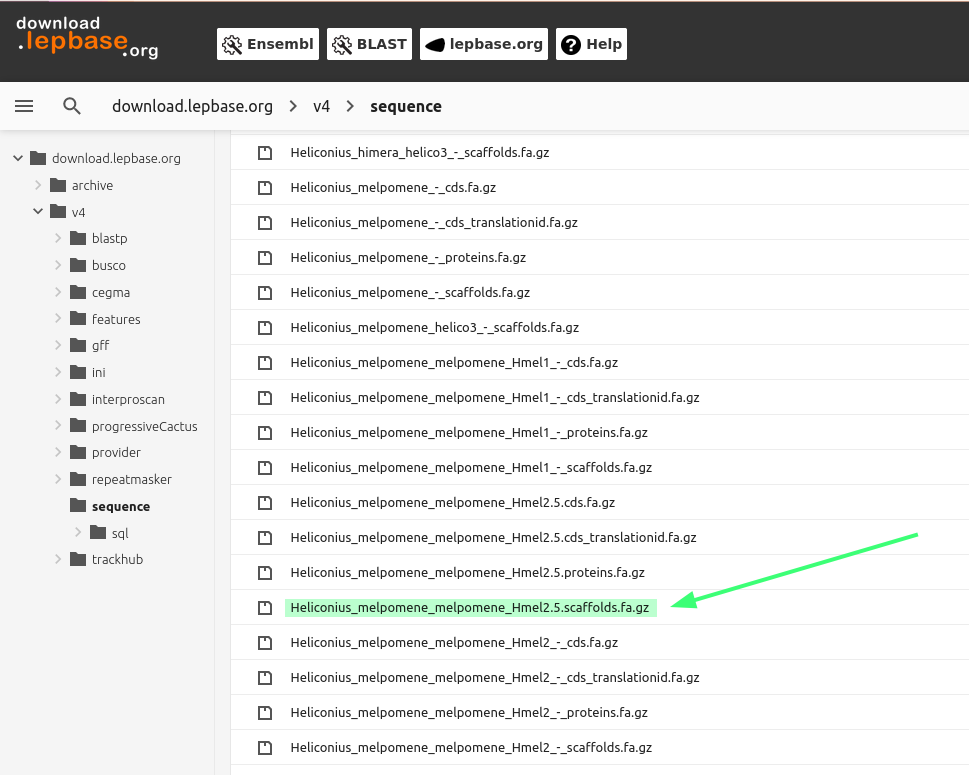 download
.lepbase.org
Ensembl
BLAST
lepbase.org
Help
download.lepbase.org > v4 > sequence
download.lepbase.org
archive
v4
blastp
busco
cegma
features
gff
ini
interproscan
progressiveCactus
provider
repeatmasker
sequence
sql
trackhub
Heliconius_himera_helico3_-_scaffolds.fa.gz
Heliconius_melpomene_-_cds.fa.gz
Heliconius_melpomene_-_cds_translationid.fa.gz
Heliconius_melpomene_-_proteins.fa.gz
Heliconius_melpomene_-_scaffolds.fa.gz
Heliconius_melpomene_helico3_-_scaffolds.fa.gz
Heliconius_melpomene_melpomene_Hmel1_-_cds.fa.gz
Heliconius_melpomene_melpomene_Hmel1_-_cds_translationid.fa.gz
Heliconius_melpomene_melpomene_Hmel1_-_proteins.fa.gz
Heliconius_melpomene_melpomene_Hmel1_-_scaffolds.fa.gz
Heliconius_melpomene_melpomene_Hmel2.5.cds.fa.gz
Heliconius_melpomene_melpomene_Hmel2.5.cds_translationid.fa.gz
Heliconius_melpomene_melpomene_Hmel2.5.proteins.fa.gz
Heliconius_melpomene_melpomene_Hmel2.5.scaffolds.fa.gz
Heliconius_melpomene_melpomene_Hmel2_-_cds.fa.gz
Heliconius_melpomene_melpomene_Hmel2_-_cds_translationid.fa.gz
Heliconius_melpomene_melpomene_Hmel2_-_proteins.fa.gz
Heliconius_melpomene_melpomene_Hmel2_-_scaffolds.fa.gz